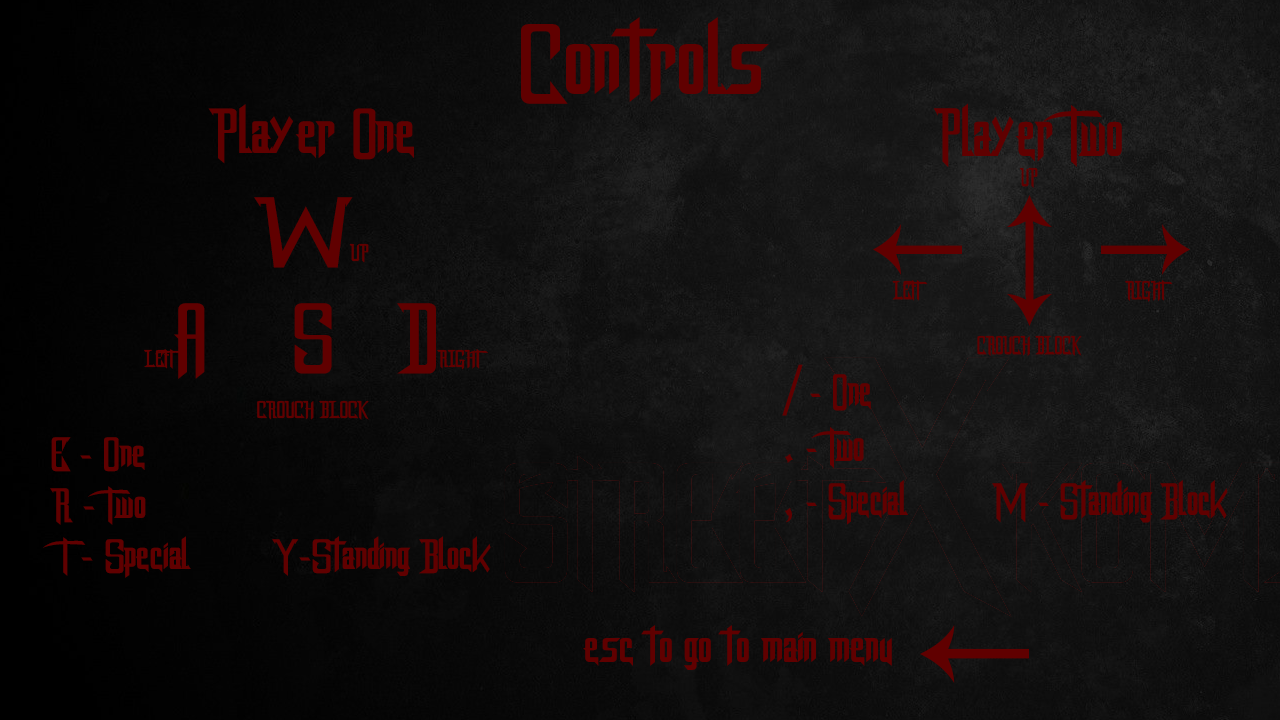 Controls
Player One
Player Two
UP
W UP
LEFT
RIGHT
LEFT A S D RIGHT
CROUCH BLOCK
CROUCH BLOCK
/ - One
. - Two
, - Special
M - Standing Block
E - One
R - Two
T - Special
Y-Standing Block
esc to go to main menu